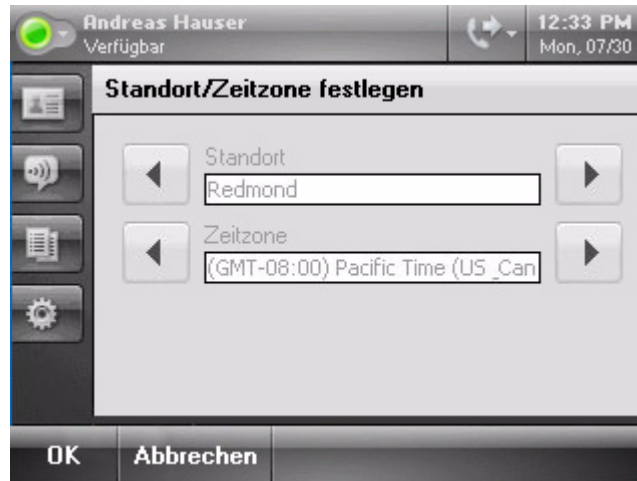 Andreas Hauser
Verfügbar
12:33 PM
Mon, 07/30
Standort/Zeitzone festlegen
Standort
Redmond
Zeitzone
(GMT-08:00) Pacific Time (US _Can
OK
Abbrechen